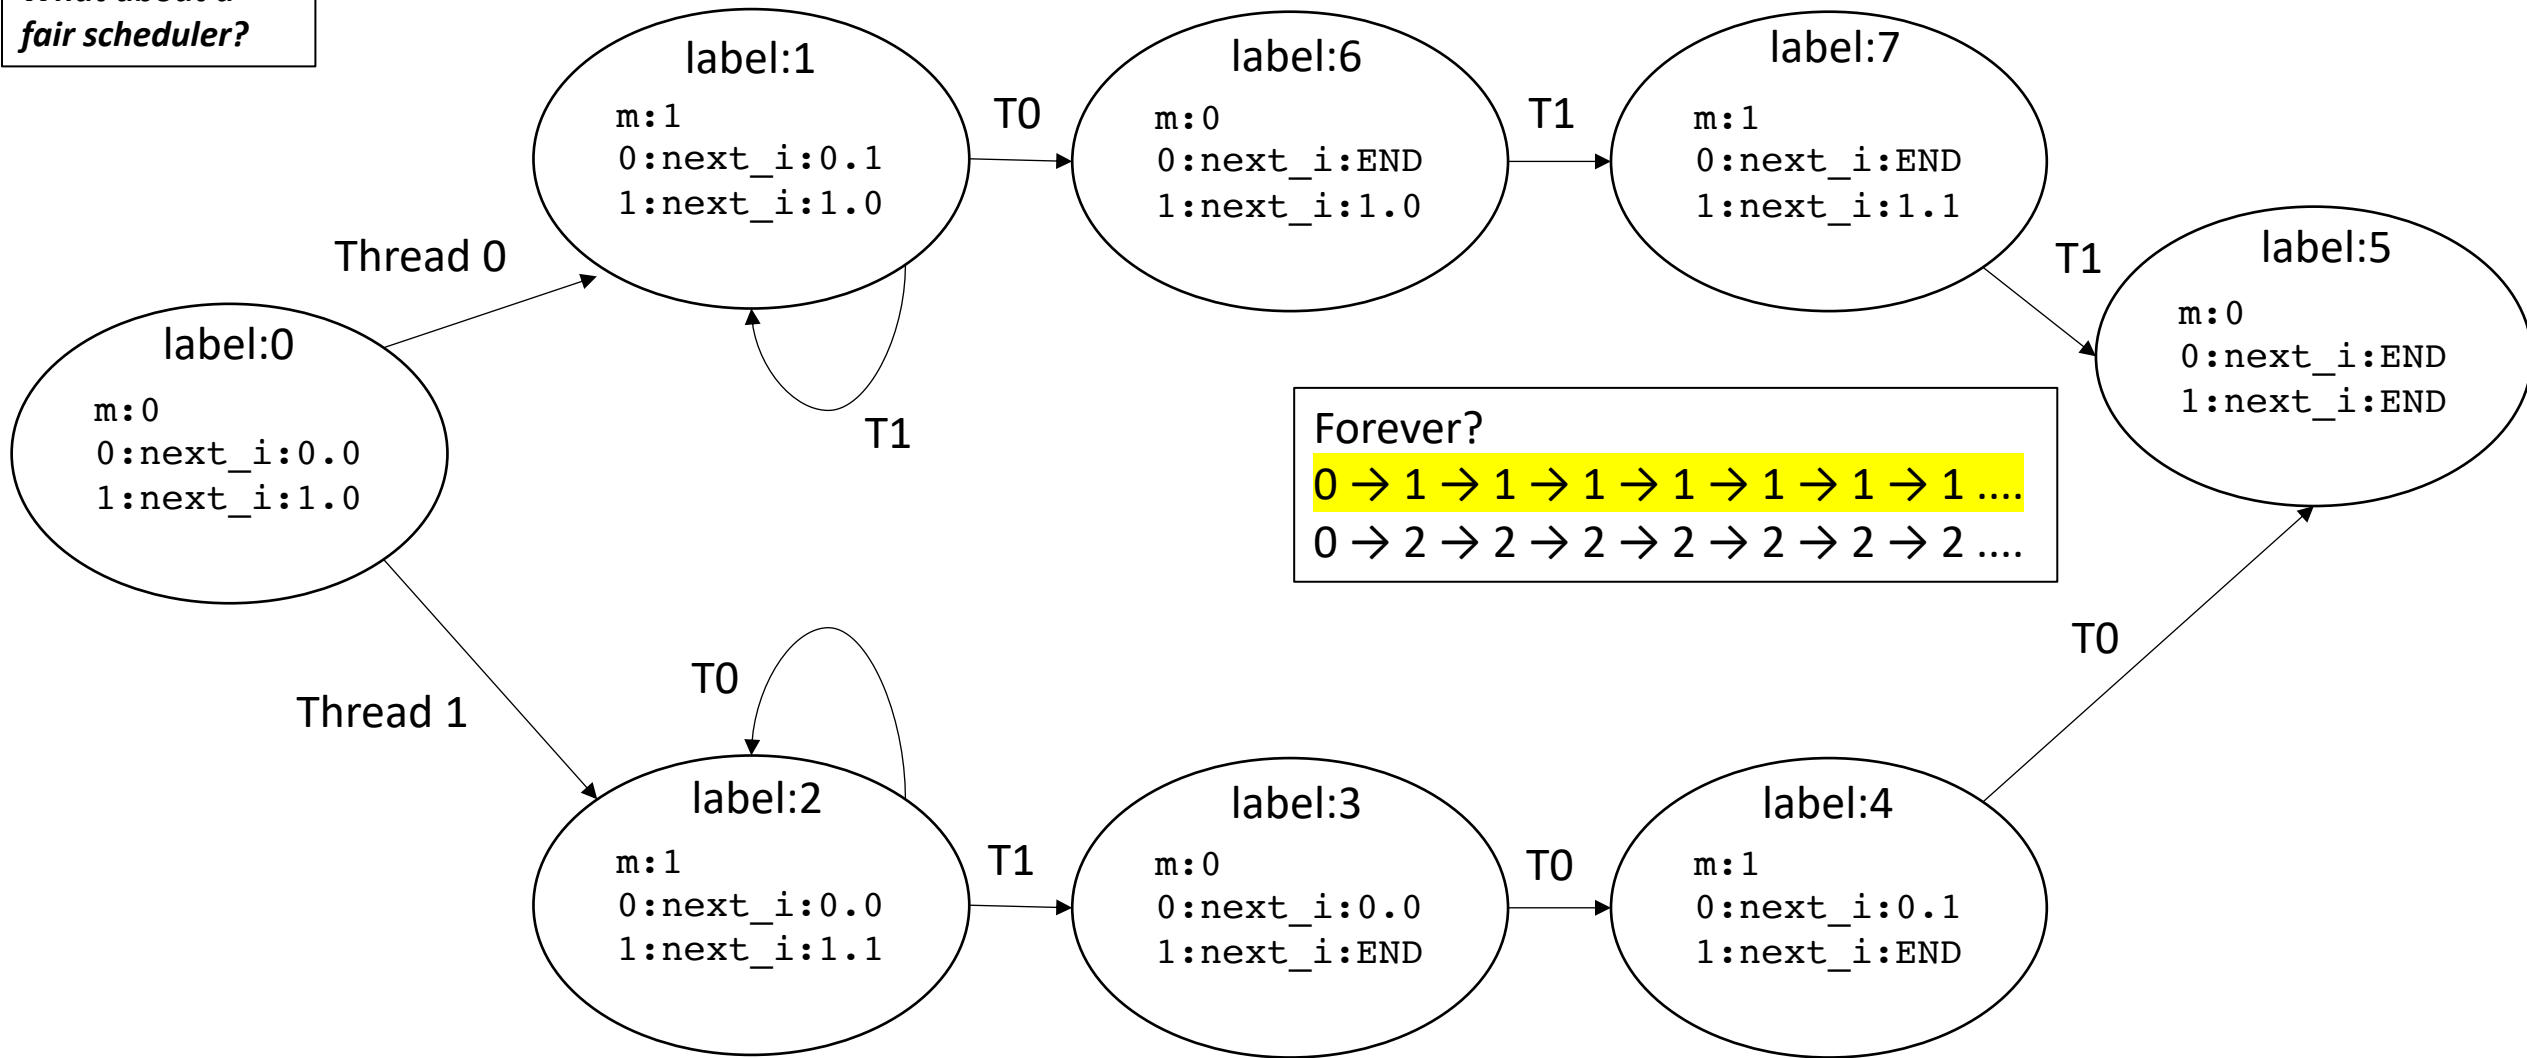 fair scheduler?
label:1
m:1
0:next_i:0.1
1:next_i:1.0
T0
label:6
m:0
0:next_i:END
1:next_i:1.0
T1
label:7
m:1
0:next_i:END
1:next_i:1.1
T1
label:5
m:0
0:next_i:END
1:next_i:END
Thread 0
T1
label:0
m:0
0:next_i:0.0
1:next_i:1.0
Forever?
0 → 1 → 1 → 1 → 1 → 1 → 1 → 1 ....
0 → 2 → 2 → 2 → 2 → 2 → 2 → 2 ....
Thread 1
T0
label:2
m:1
0:next_i:0.0
1:next_i:1.1
T1
label:3
m:0
0:next_i:0.0
1:next_i:END
T0
label:4
m:1
0:next_i:0.1
1:next_i:END
T0